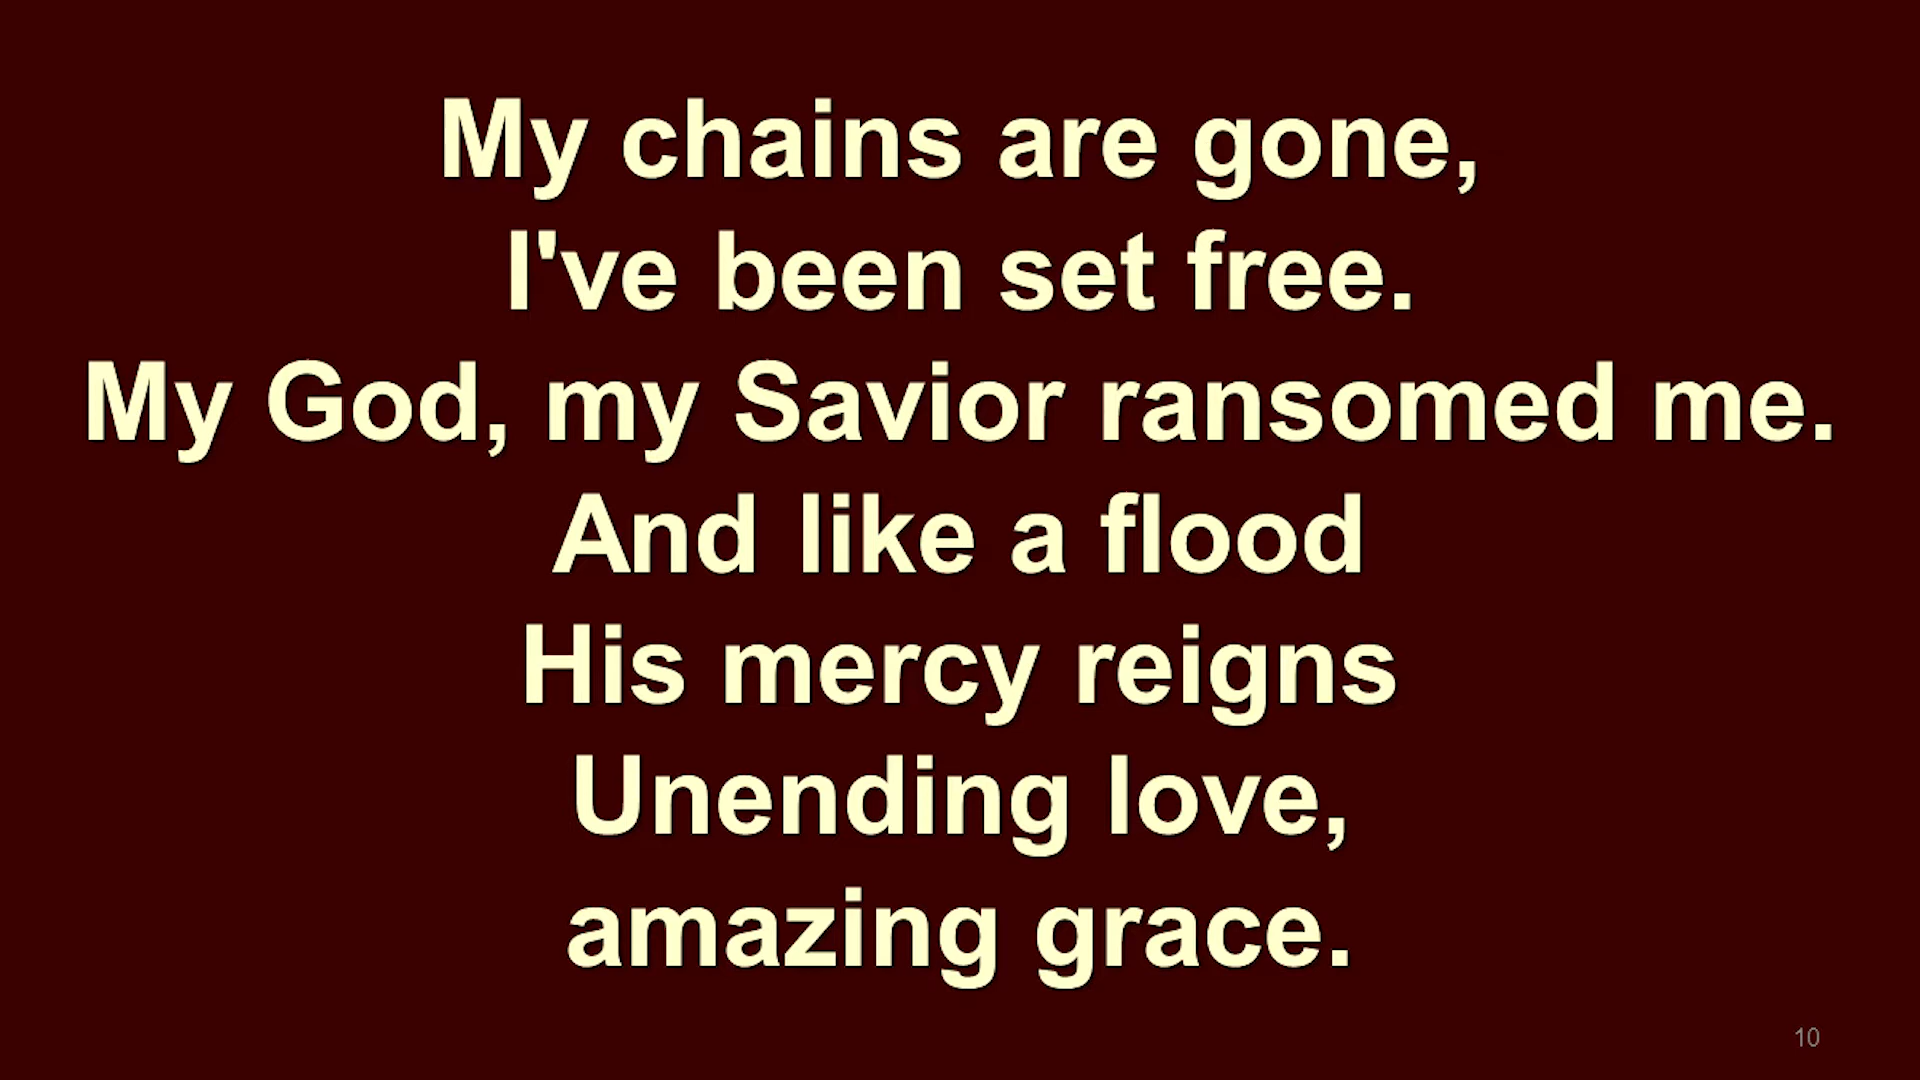 My chains are gone,
I've been set free.
My God, my Savior ransomed me.
And like a flood
His mercy reigns
Unending love,
amazing grace.
10